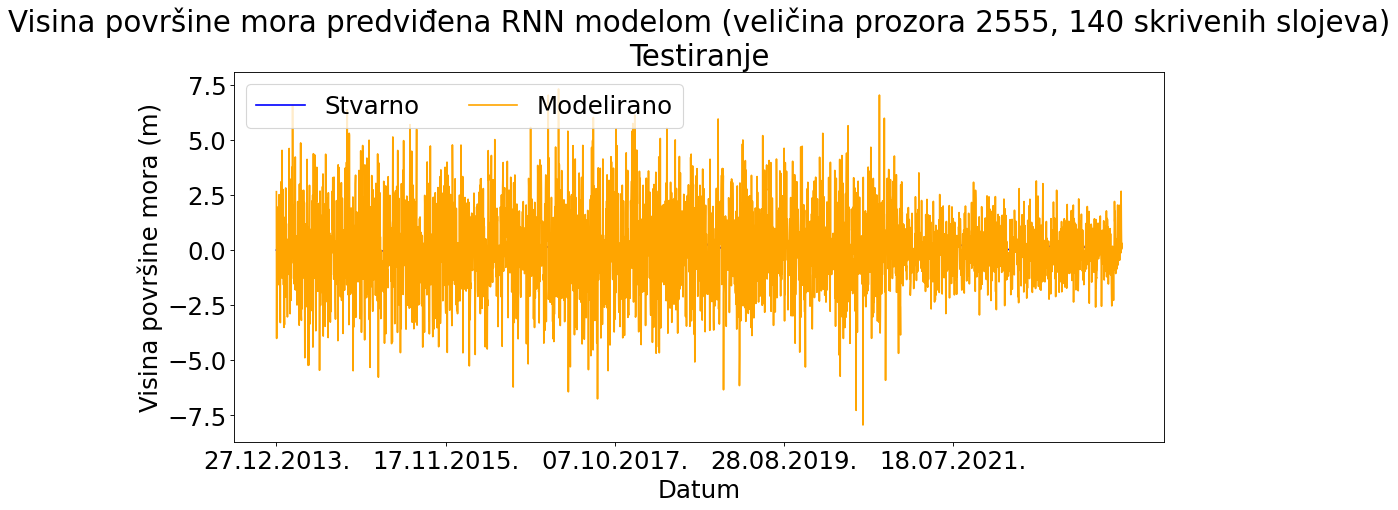 Visina površine mora predviđena RNN modelom (veličina prozora 2555, 140 skrivenih slojeva)
Testiranje
Stvarno Modelirano
Visina površine mora (m)
7.5
5.0
2.5
0.0
−2.5
−5.0
−7.5
27.12.2013. 17.11.2015. 07.10.2017. 28.08.2019. 18.07.2021.
Datum